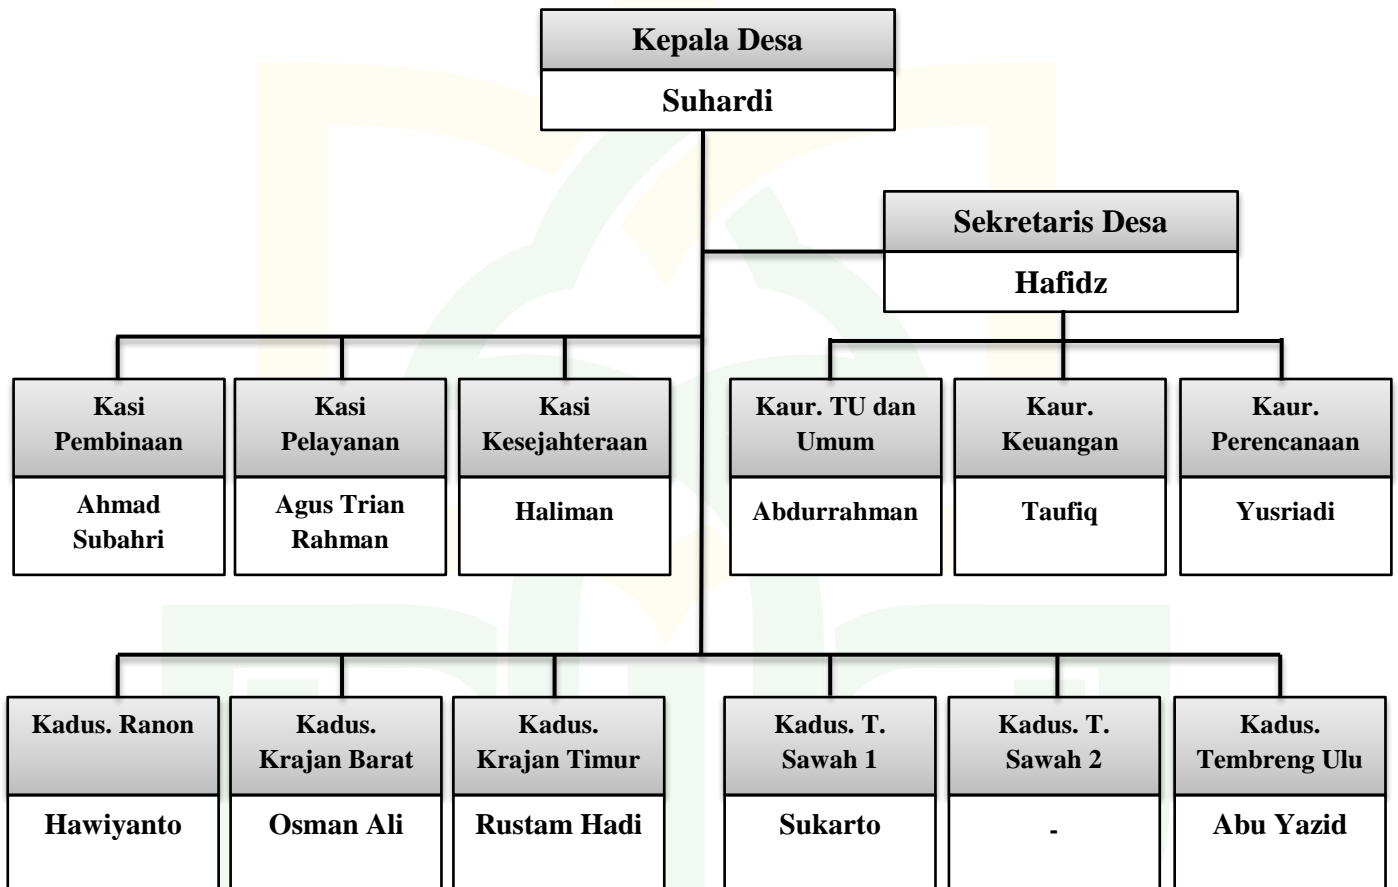 Kepala Desa
Suhardi
Sekretaris Desa
Hafidz
Kasi
Pembinaan
Ahmad
Subahri
Kasi
Pelayanan
Agus Trian
Rahman
Kasi
Kesejahteraan
Haliman
Kaur. TU dan
Umum
Abdurrahman
Kaur.
Keuangan
Taufiq
Kaur.
Perencanaan
Yusriadi
Kadus. Ranon
Hawiyanto
Kadus.
Krajan Barat
Osman Ali
Kadus.
Krajan Timur
Rustam Hadi
Kadus. T.
Sawah 1
Sukarto
Kadus. T.
Sawah 2
-
Kadus.
Tembreng Ulu
Abu Yazid